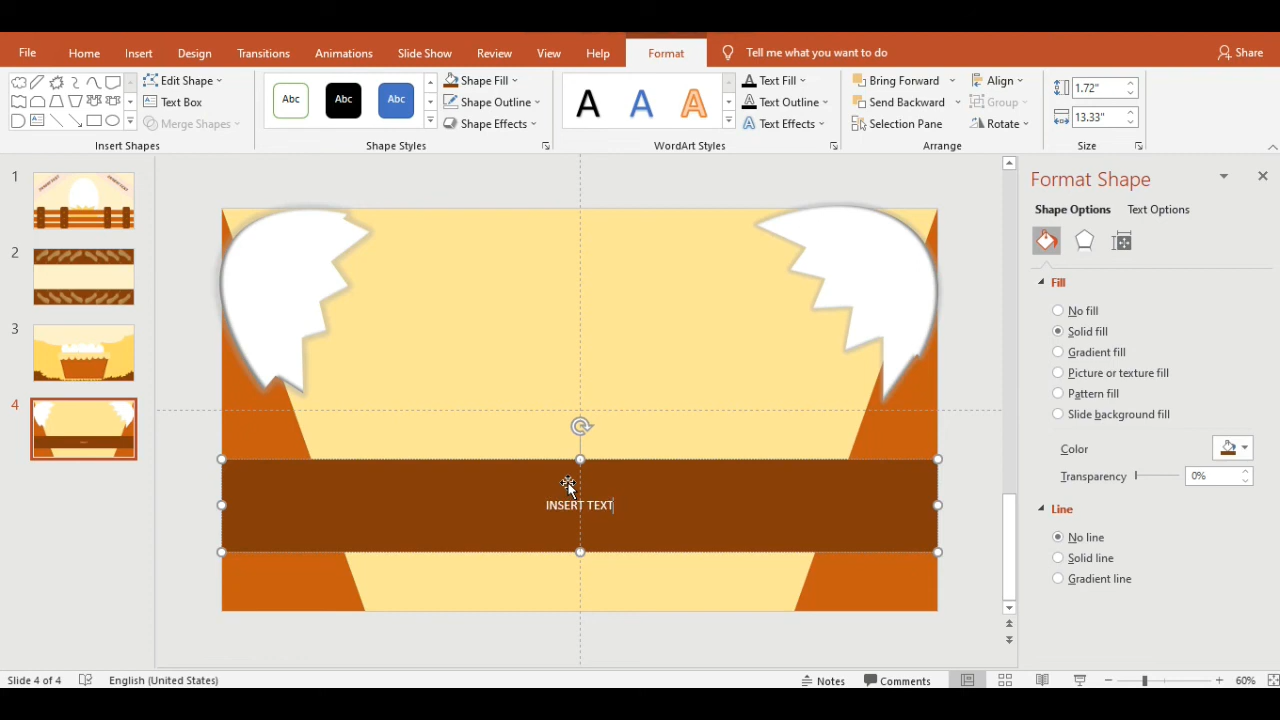 File Home Insert Design Transitions Animations Slide Show Review View Help Format Tell me what you want to do Share
Edit Shape
Text Box
Merge Shapes
Insert Shapes
Abc Abc Abc
Shape Fill
Shape Outline
Shape Effects
Shape Styles
A A A
Text Fill
Text Outline
Text Effects
WordArt Styles
Bring Forward
Send Backward
Selection Pane
Align
Group
Rotate
Arrange
1.72"
13.33"
Size
1
2
3
4
INSERT TEXT
Format Shape
Shape Options Text Options
Fill
No fill
Solid fill
Gradient fill
Picture or texture fill
Pattern fill
Slide background fill
Color
Transparency 0%
Line
No line
Solid line
Gradient line
Slide 4 of 4 English (United States) Notes Comments 60%